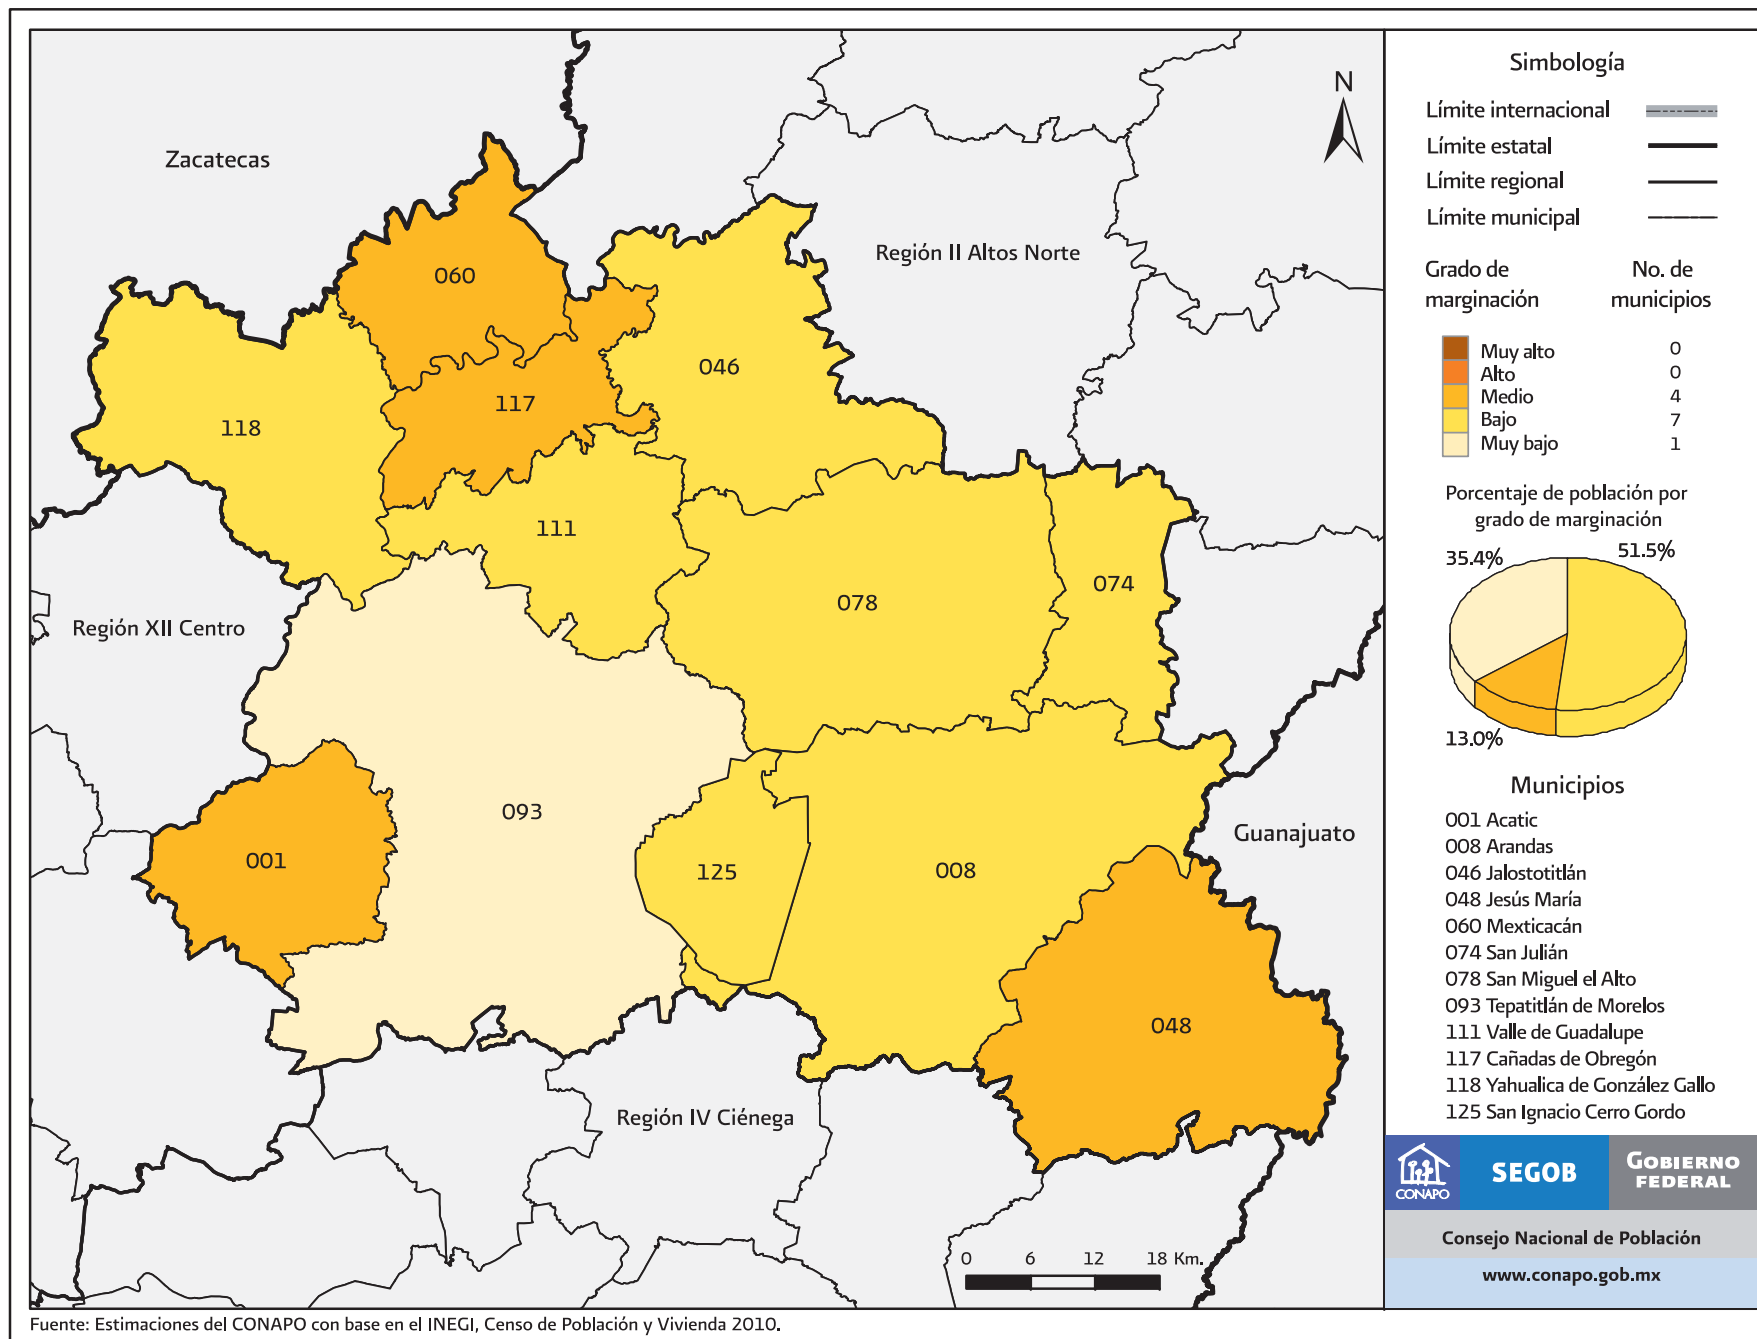 Zacatecas
Región II Altos Norte
N
060
046
117
118
111
074
078
Región XII Centro
093
001
125
008
Guanajuato
048
Región IV Ciénega
0 6 12 18 Km.
Simbología
Límite internacional
Límite estatal
Límite regional
Límite municipal
Grado de marginación No. de municipios
Muy alto 0
Alto 0
Medio 4
Bajo 7
Muy bajo 1
Porcentaje de población por
grado de marginación
35.4% 51.5%
13.0%
Municipios
001 Acatic
008 Arandas
046 Jalostotitlán
048 Jesús María
060 Mexticacán
074 San Julián
078 San Miguel el Alto
093 Tepatitlán de Morelos
111 Valle de Guadalupe
117 Cañadas de Obregón
118 Yahualica de González Gallo
125 San Ignacio Cerro Gordo
CONAPO
SEGOB
GOBIERNO
FEDERAL
Consejo Nacional de Población
www.conapo.gob.mx
Fuente: Estimaciones del CONAPO con base en el INEGI, Censo de Población y Vivienda 2010.